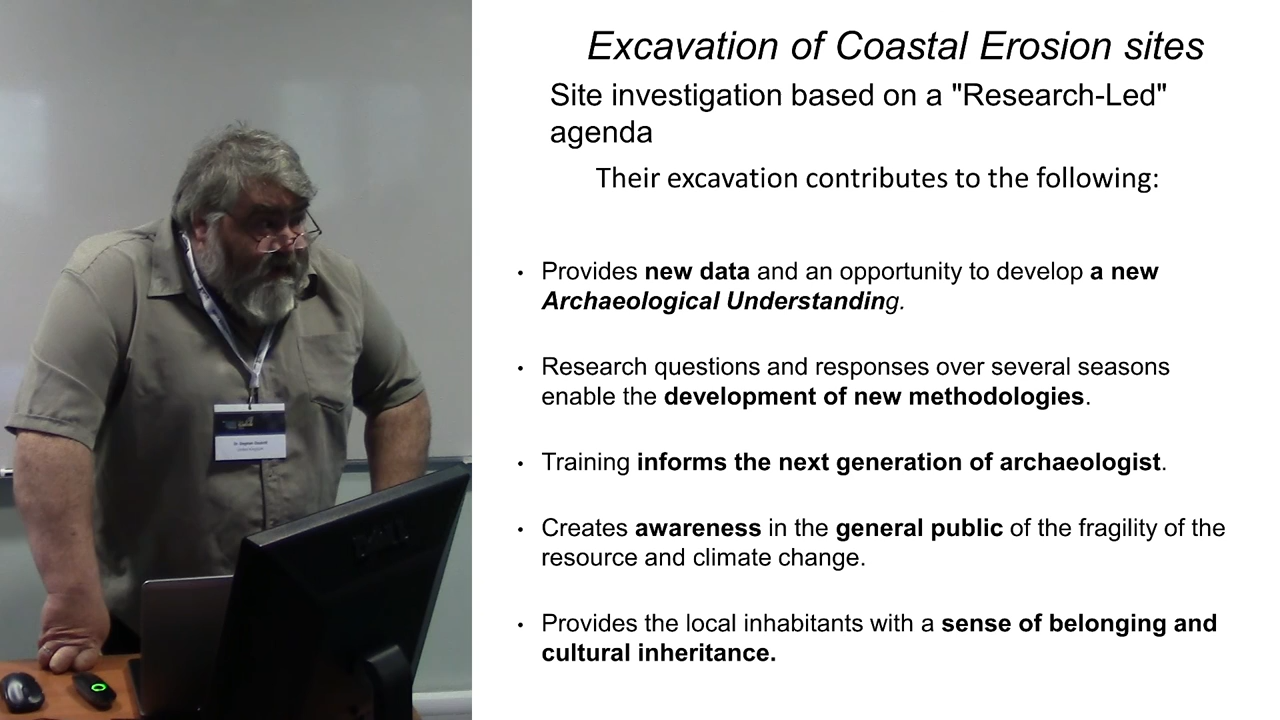 Excavation of Coastal Erosion sites
Site investigation based on a "Research-Led"
agenda
Their excavation contributes to the following:
• Provides new data and an opportunity to develop a new
Archaeological Understanding.
• Research questions and responses over several seasons
enable the development of new methodologies.
• Training informs the next generation of archaeologist.
• Creates awareness in the general public of the fragility of the
resource and climate change.
• Provides the local inhabitants with a sense of belonging and
cultural inheritance.